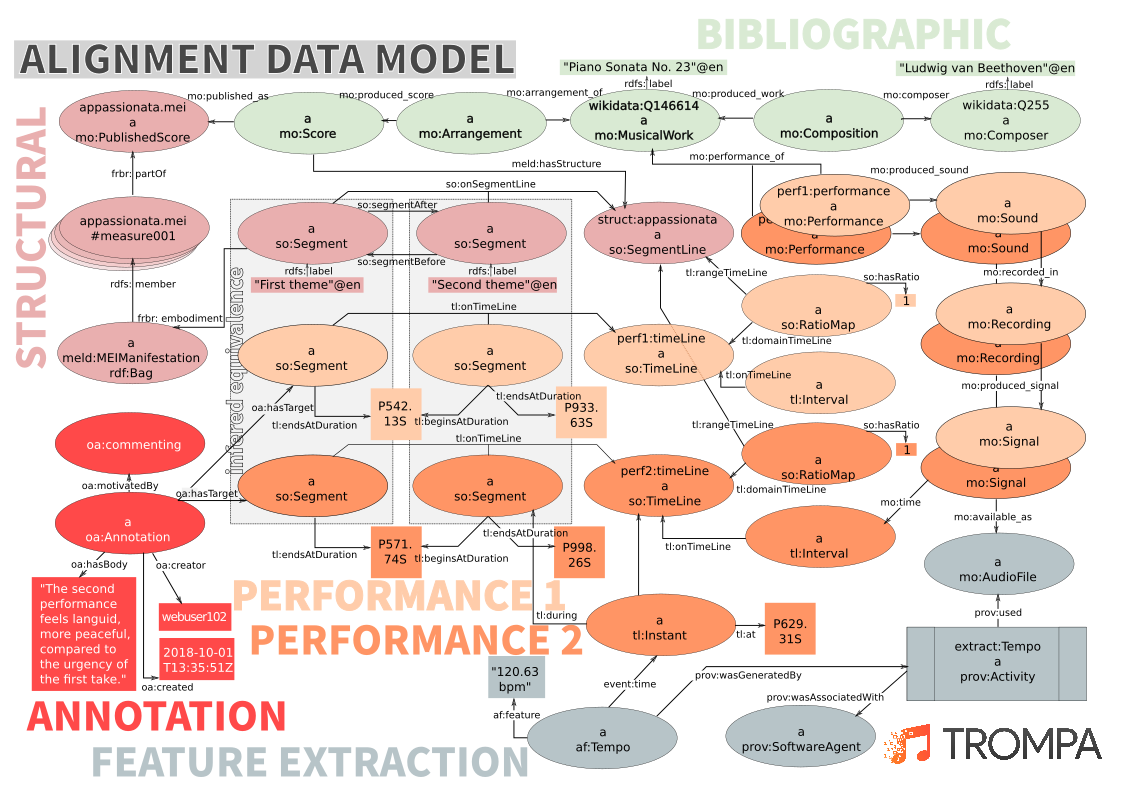 BIBLIOGRAPHIC
ALIGNMENT DATA MODEL
"Piano Sonata No. 23"@en
"Ludwig van Beethoven"@en
rdfs: label
rdfs: label
STRUCTURAL
appassionata.mei
a
mo:PublishedScore
mo:published_as
a
mo:Score
mo:produced_score
a
mo:Arrangement
mo:arrangement_of
wikidata:Q146614
a
mo:MusicalWork
mo:produced_work
a
mo:Composition
mo:composer
wikidata:Q255
a
mo:Composer
frbr: partOf
meld:hasStructure
mo:performance_of
mo:produced_sound
appassionata.mei
#measure001
so:onSegmentLine
so:segmentAfter
a
so:Segment
a
so:Segment
so:segmentBefore
struct:appassionata
a
so:SegmentLine
perf1:performance
a
mo:Performance
mo:Performance
a
mo:Sound
mo:Sound
rdfs: label
"First theme"@en
rdfs: label
"Second theme"@en
rdfs: member
infered equivalence
tl:rangeTimeLine
so:hasRatio
1
mo:recorded_in
a
so:RatioMap
tl:domainTimeLine
frbr: embodiment
tl:onTimeLine
a
meld:MEIManifestation
rdf:Bag
a
so:Segment
a
so:Segment
perf1:timeLine
a
so:TimeLine
a
mo:Recording
mo:Recording
tl:onTimeLine
a
tl:Interval
mo:produced_signal
oa:hasTarget
tl:endsAtDuration
P542.
13S
tl:beginsAtDuration
tl:endsAtDuration
P933.
63S
oa:commenting
tl:onTimeLine
tl:rangeTimeLine
so:hasRatio
1
a
mo:Signal
mo:Signal
oa:motivatedBy
oa:hasTarget
a
so:Segment
a
so:Segment
perf2:timeLine
a
so:TimeLine
a
so:RatioMap
tl:domainTimeLine
mo:time
mo:available_as
a
oa:Annotation
tl:endsAtDuration
P571.
74S
tl:beginsAtDuration
tl:endsAtDuration
P998.
26S
tl:onTimeLine
a
tl:Interval
a
mo:AudioFile
oa:hasBody
oa:creator
"The second
performance
feels languid,
more peaceful,
compared to
the urgency of
the first take."
webuser102
2018-10-01
T13:35:51Z
oa:created
PERFORMANCE 1
PERFORMANCE 2
tl:during
a
tl:Instant
tl:at
P629.
31S
prov:used
extract:Tempo
a
prov:Activity
"120.63
bpm"
event:time
prov:wasGeneratedBy
prov:wasAssociatedWith
af:feature
a
af:Tempo
a
prov:SoftwareAgent
ANNOTATION
FEATURE EXTRACTION
TROMPA